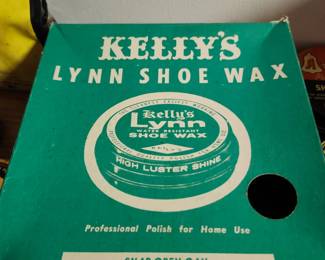 KELLY'S
LYNN SHOE WAX
Kelly's
Lynn
WATER RESISTANT
SHOE WAX
HIGH LUSTER SHINE
Professional Polish for Home Use